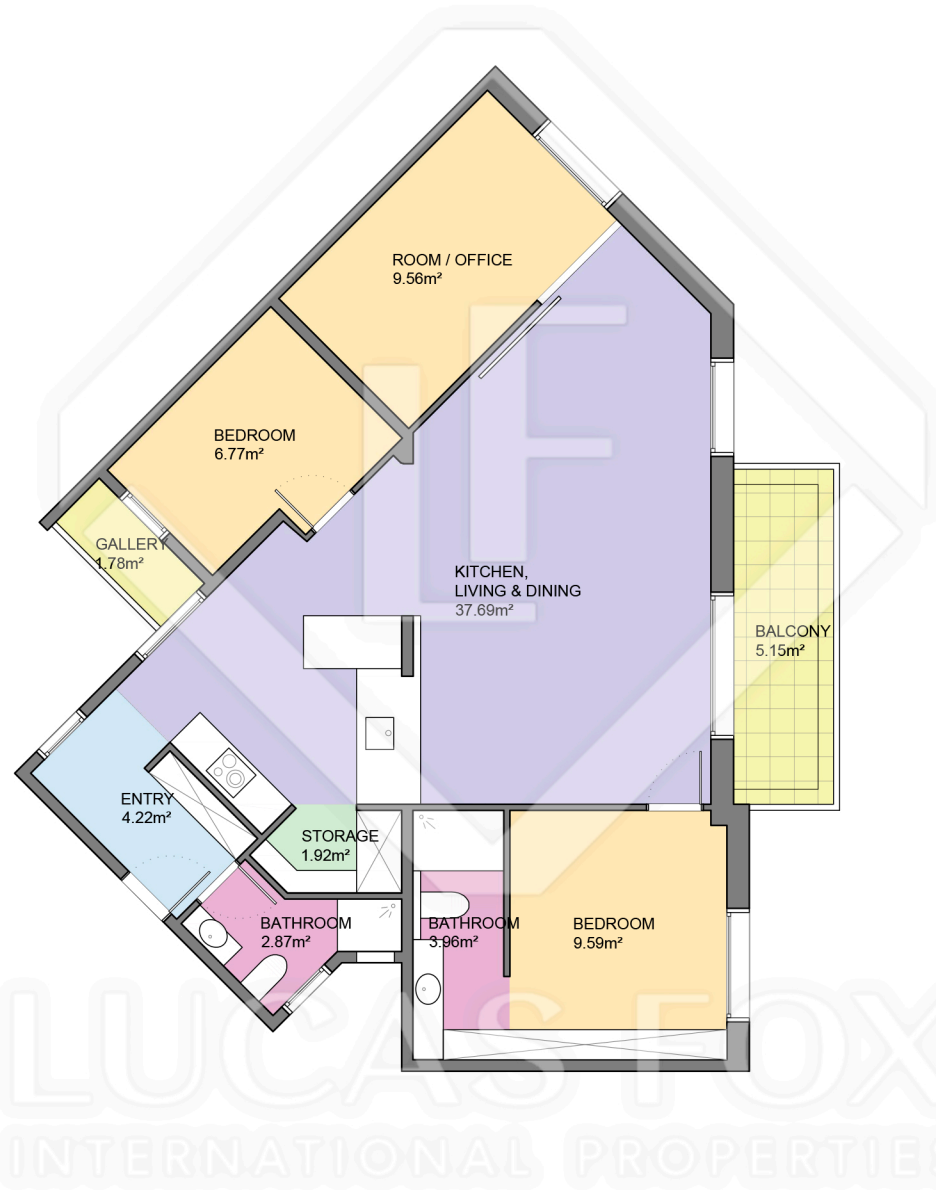 ROOM / OFFICE
9.56m²
BEDROOM
6.77m²
GALLERY
1.78m²
KITCHEN,
LIVING & DINING
37.69m²
BALCONY
5.15m²
ENTRY
4.22m²
STORAGE
1.92m²
BATHROOM
2.87m²
BATHROOM
3.96m²
BEDROOM
9.59m²
LF
LUCAS FOX
INTERNATIONAL PROPERTIES